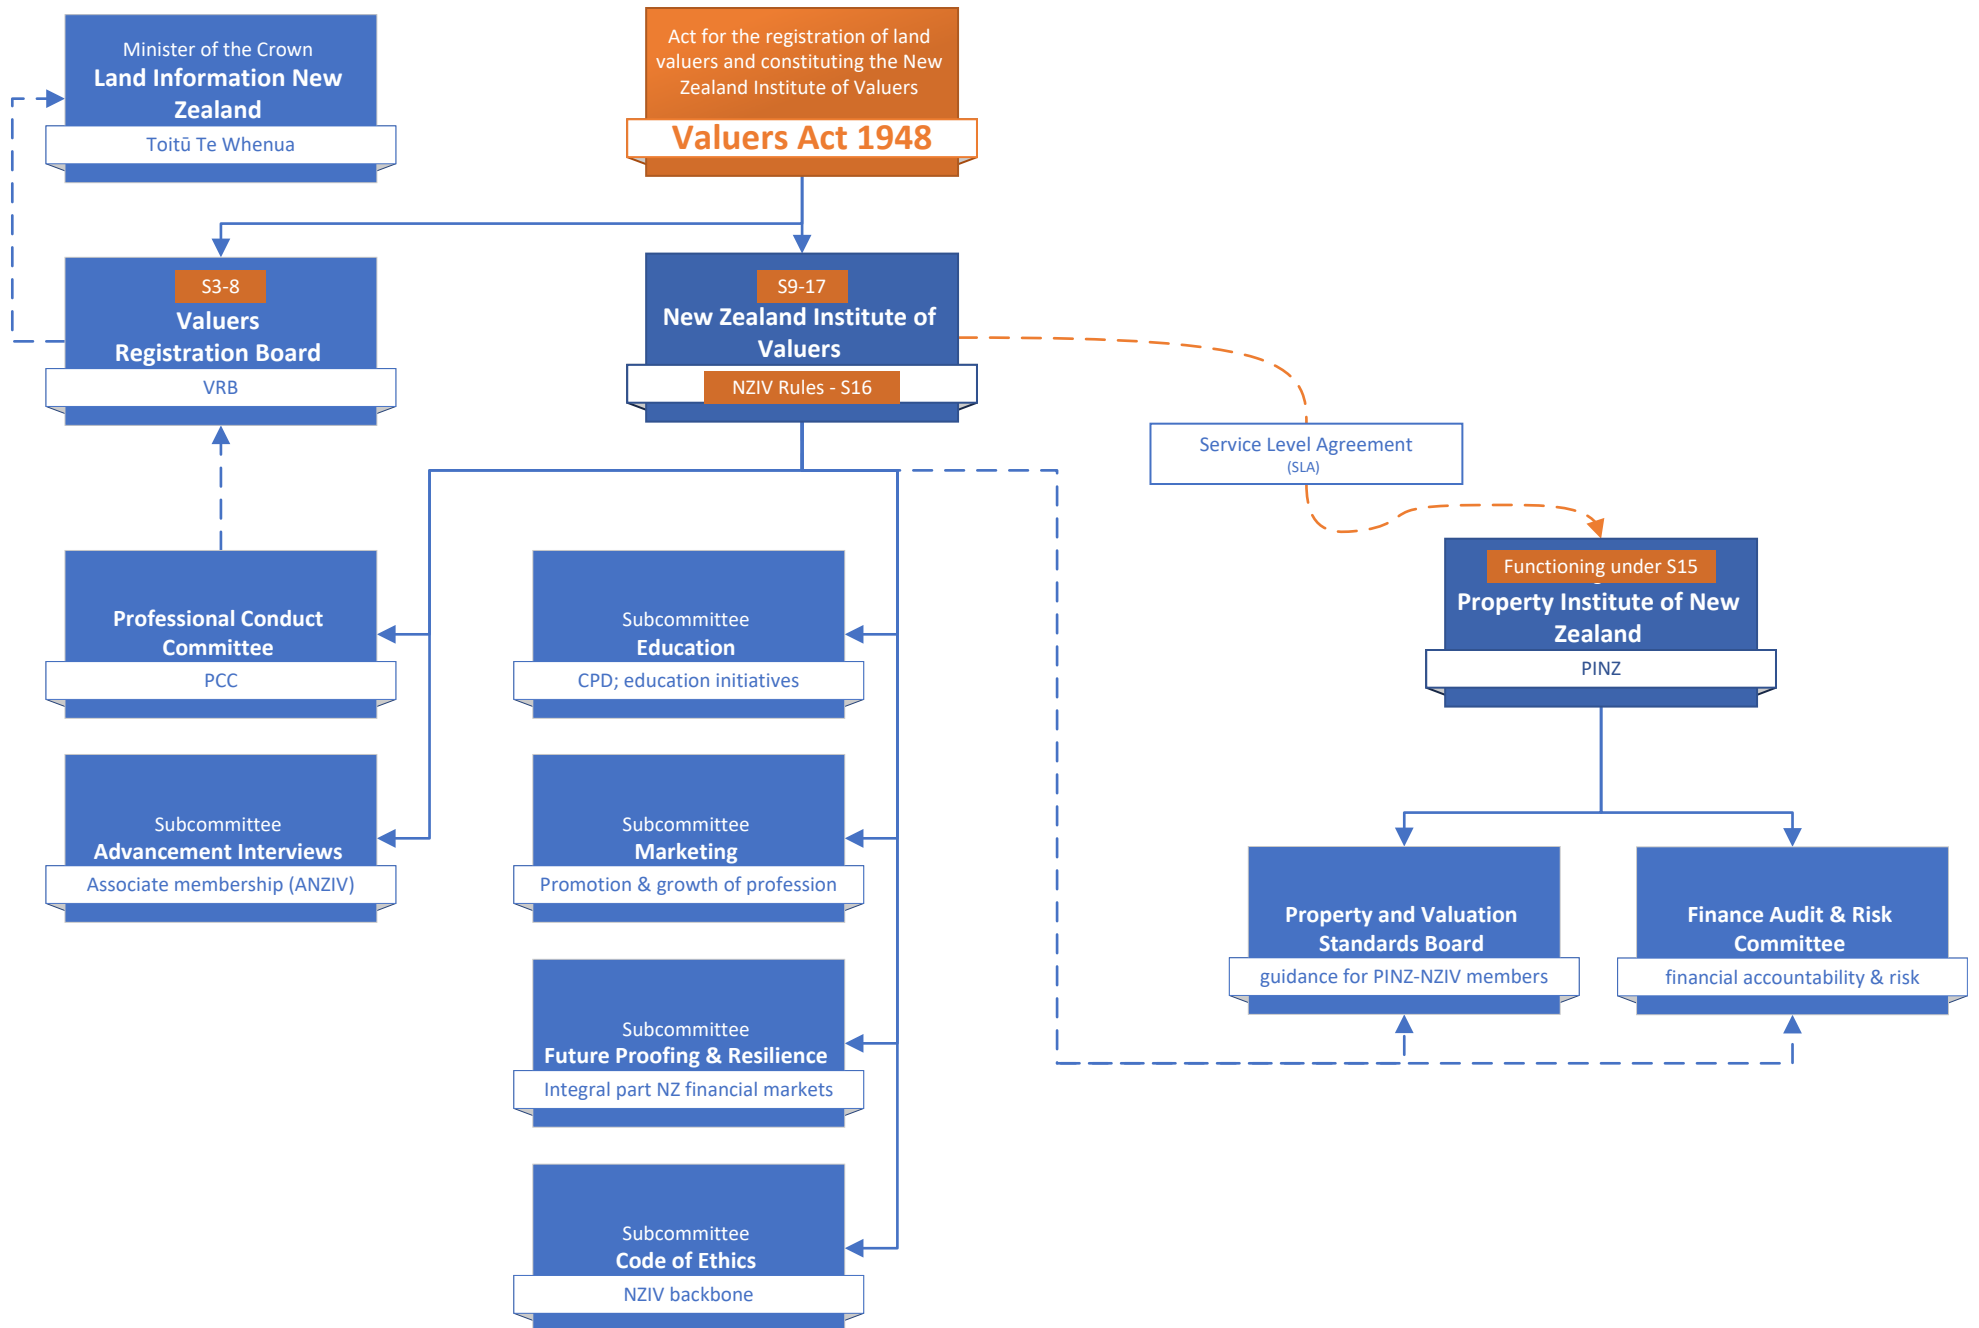 Minister of the Crown
Land Information New
Zealand
Toitū Te Whenua
Act for the registration of land
valuers and constituting the New
Zealand Institute of Valuers
Valuers Act 1948
S3-8
Valuers
Registration Board
VRB
S9-17
New Zealand Institute of
Valuers
NZIV Rules - S16
Service Level Agreement
(SLA)
Functioning under S15
Property Institute of New
Zealand
PINZ
Professional Conduct
Committee
PCC
Subcommittee
Education
CPD; education initiatives
Subcommittee
Advancement Interviews
Associate membership (ANZIV)
Subcommittee
Marketing
Promotion & growth of profession
Property and Valuation
Standards Board
guidance for PINZ-NZIV members
Finance Audit & Risk
Committee
financial accountability & risk
Subcommittee
Future Proofing & Resilience
Integral part NZ financial markets
Subcommittee
Code of Ethics
NZIV backbone